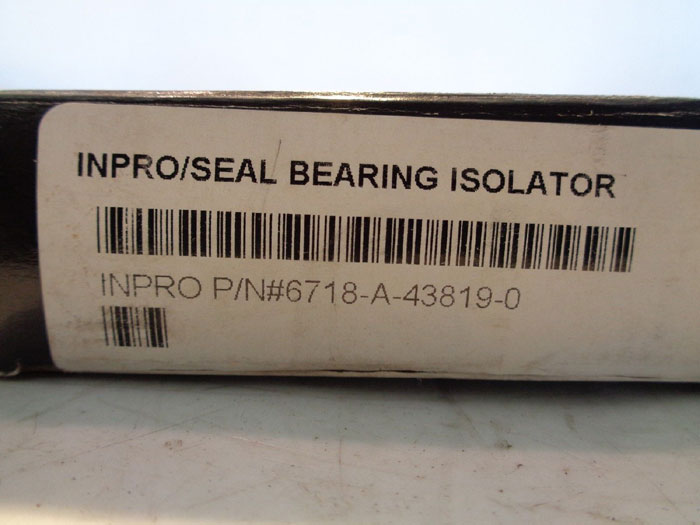 INPRO/SEAL BEARING ISOLATOR
INPRO P/N#6718-A-43819-0